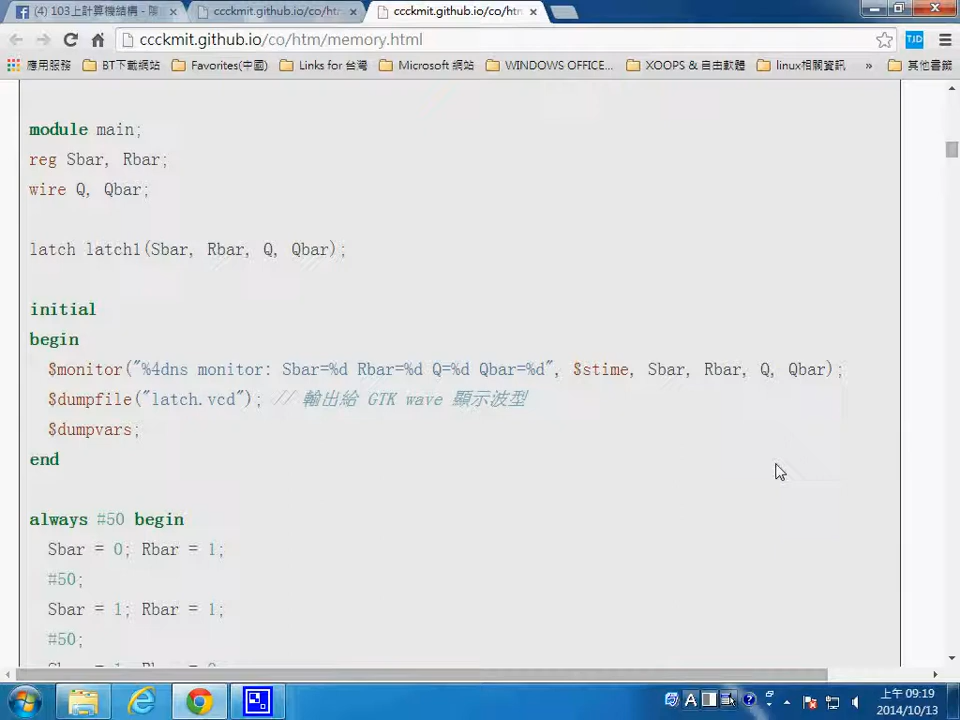 (4) 103上計算機結構 - 陳
ccckmit.github.io/co/htm
ccckmit.github.io/co/htm
ccckmit.github.io/co/htm/memory.html
TJD
應用服務
BT下載網站
Favorites(中國)
Links for 台灣
Microsoft 網站
WINDOWS OFFICE...
XOOPS & 自由軟體
linux相關資訊
»
其他書籤
module main;
reg Sbar, Rbar;
wire Q, Qbar;
latch latch1(Sbar, Rbar, Q, Qbar);
initial
begin
$monitor("%4dns monitor: Sbar=%d Rbar=%d Q=%d Qbar=%d", $stime, Sbar, Rbar, Q, Qbar);
$dumpfile("latch.vcd"); // 輸出給 GTK wave 顯示波型
$dumpvars;
end
always #50 begin
Sbar = 0; Rbar = 1;
#50;
Sbar = 1; Rbar = 1;
#50;
A
上午 09:19
2014/10/13